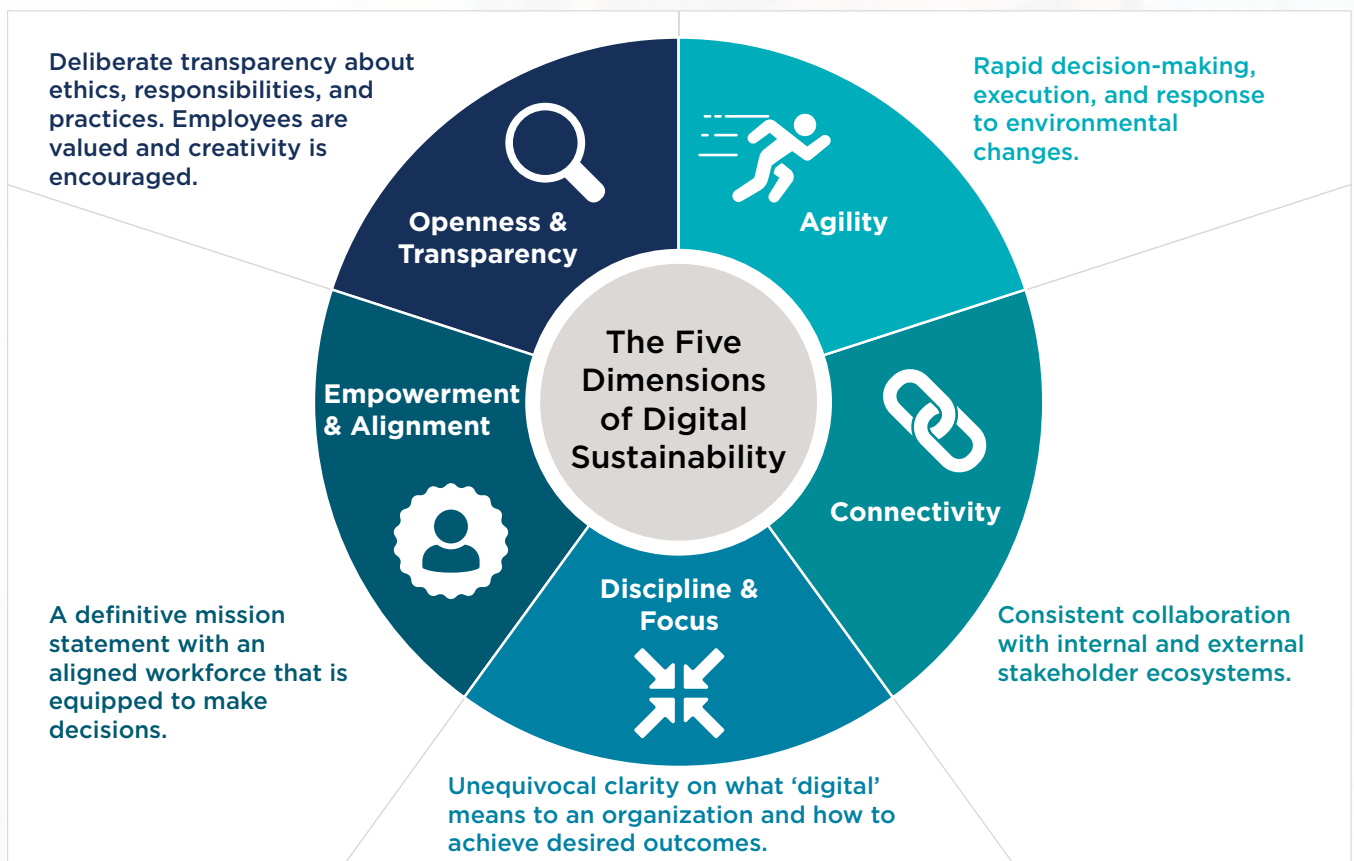 The Five
Dimensions
of Digital
Sustainability
Agility
Rapid decision-making,
execution, and response
to environmental
changes.
Connectivity
Consistent collaboration
with internal and external
stakeholder ecosystems.
Discipline &
Focus
Unequivocal clarity on what ‘digital’
means to an organization and how to
achieve desired outcomes.
Empowerment
& Alignment
A definitive mission
statement with an
aligned workforce that is
equipped to make
decisions.
Openness &
Transparency
Deliberate transparency about
ethics, responsibilities, and
practices. Employees are
valued and creativity is
encouraged.